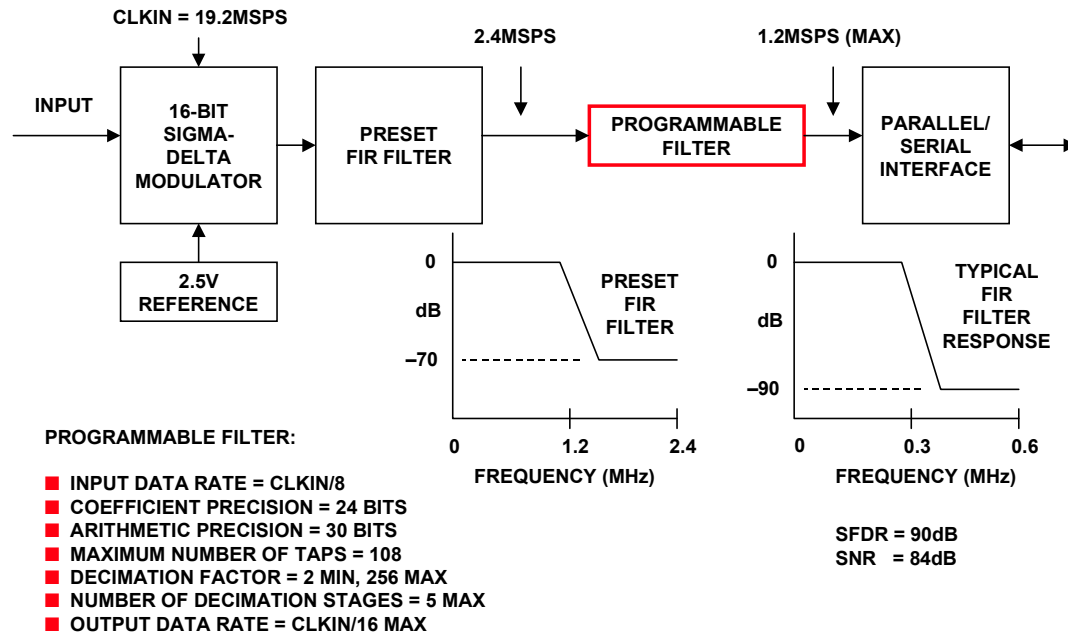 CLKIN = 19.2MSPS
2.4MSPS
1.2MSPS (MAX)
INPUT
16-BIT
SIGMA-
DELTA
MODULATOR
PRESET
FIR FILTER
PROGRAMMABLE
FILTER
PARALLEL/
SERIAL
INTERFACE
2.5V
REFERENCE
0
dB
–70
PRESET
FIR
FILTER
0
1.2
2.4
FREQUENCY (MHz)
0
dB
–90
TYPICAL
FIR
FILTER
RESPONSE
0
0.3
0.6
FREQUENCY (MHz)
PROGRAMMABLE FILTER:
■ INPUT DATA RATE = CLKIN/8
■ COEFFICIENT PRECISION = 24 BITS
■ ARITHMETIC PRECISION = 30 BITS
■ MAXIMUM NUMBER OF TAPS = 108
■ DECIMATION FACTOR = 2 MIN, 256 MAX
■ NUMBER OF DECIMATION STAGES = 5 MAX
■ OUTPUT DATA RATE = CLKIN/16 MAX
SFDR = 90dB
SNR = 84dB